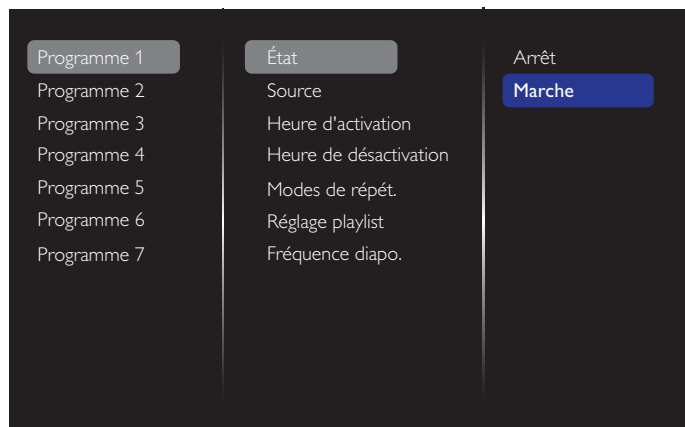 Programme 1
Programme 2
Programme 3
Programme 4
Programme 5
Programme 6
Programme 7
État
Source
Heure d'activation
Heure de désactivation
Modes de répét.
Réglage playlist
Fréquence diapo.
Arrêt
Marche